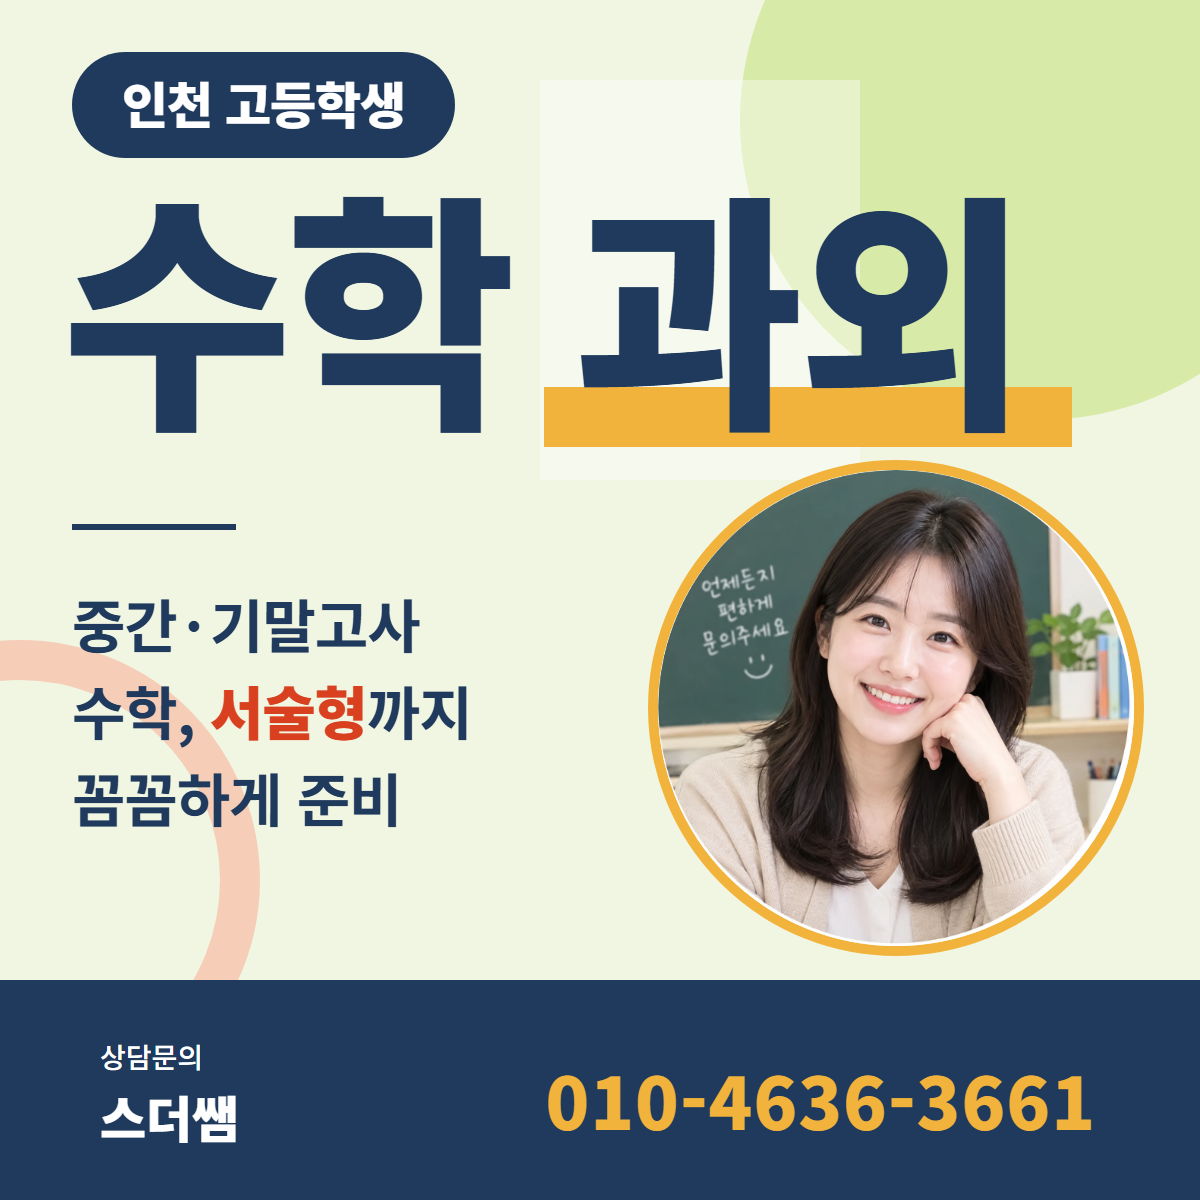 인천 고등학생
수학 과외
중간·기말고사
수학, 서술형까지
꼼꼼하게 준비
언제든지
편하게
문의주세요
상담문의
스더쌤
010-4636-3661